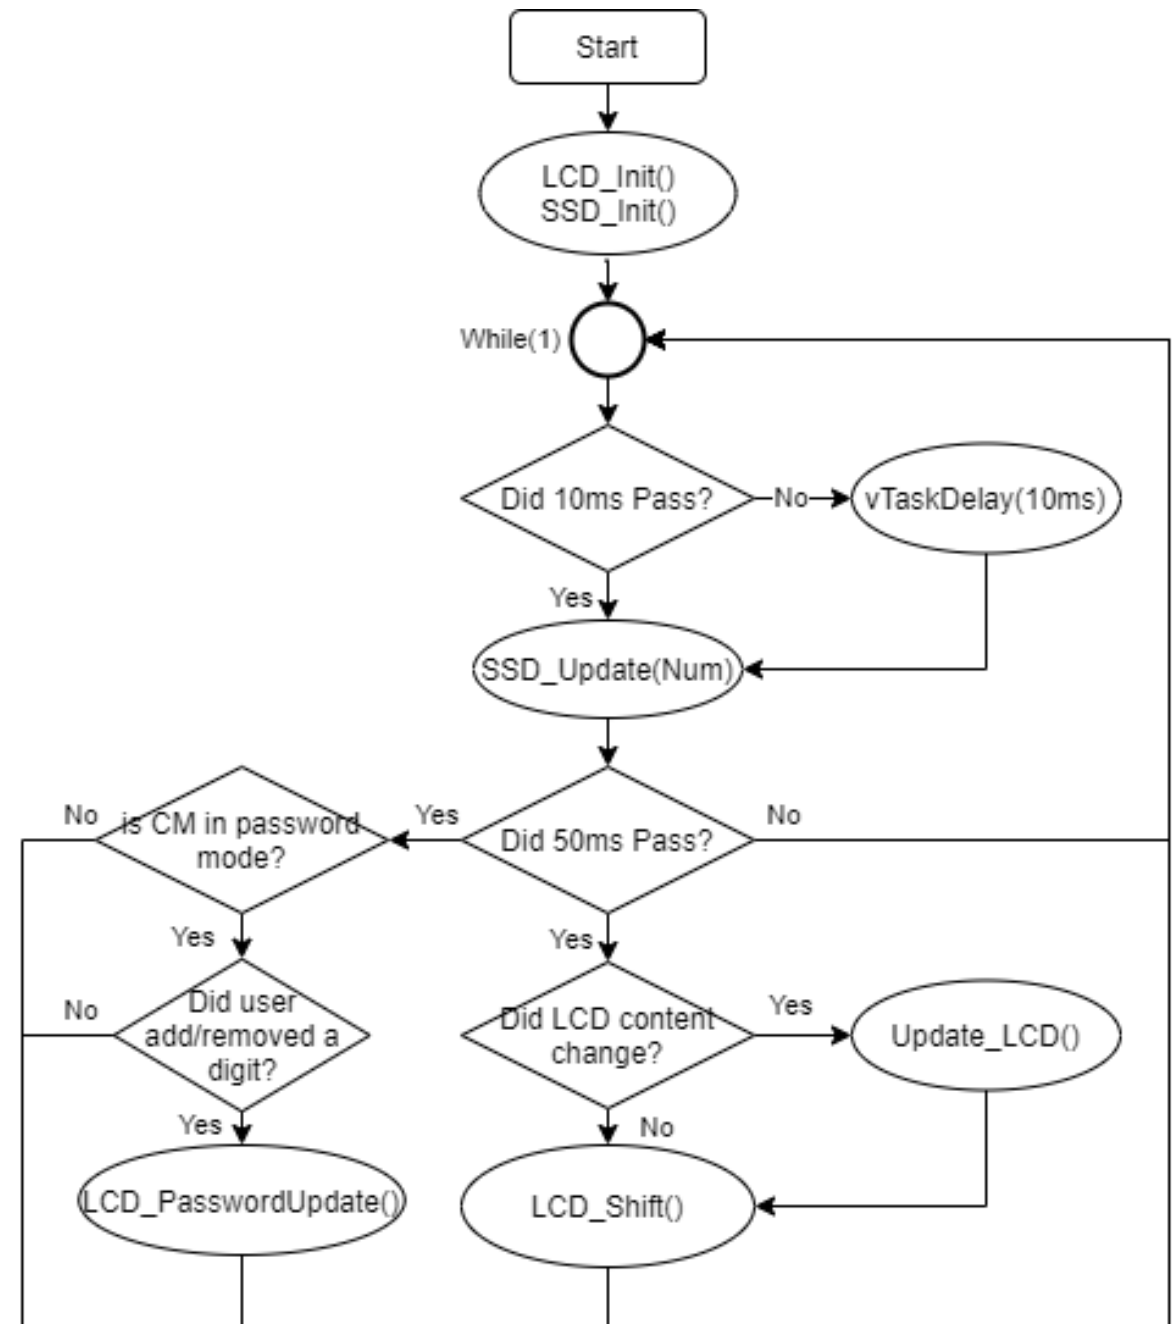 Start
LCD_Init()
SSD_Init()
While(1)
Did 10ms Pass?
No
vTaskDelay(10ms)
Yes
SSD_Update(Num)
No
is CM in password
mode?
Yes
Did 50ms Pass?
No
Yes
Yes
No
Did user
add/removed a
digit?
Did LCD content
change?
Yes
Update_LCD()
Yes
No
LCD_PasswordUpdate()
LCD_Shift()